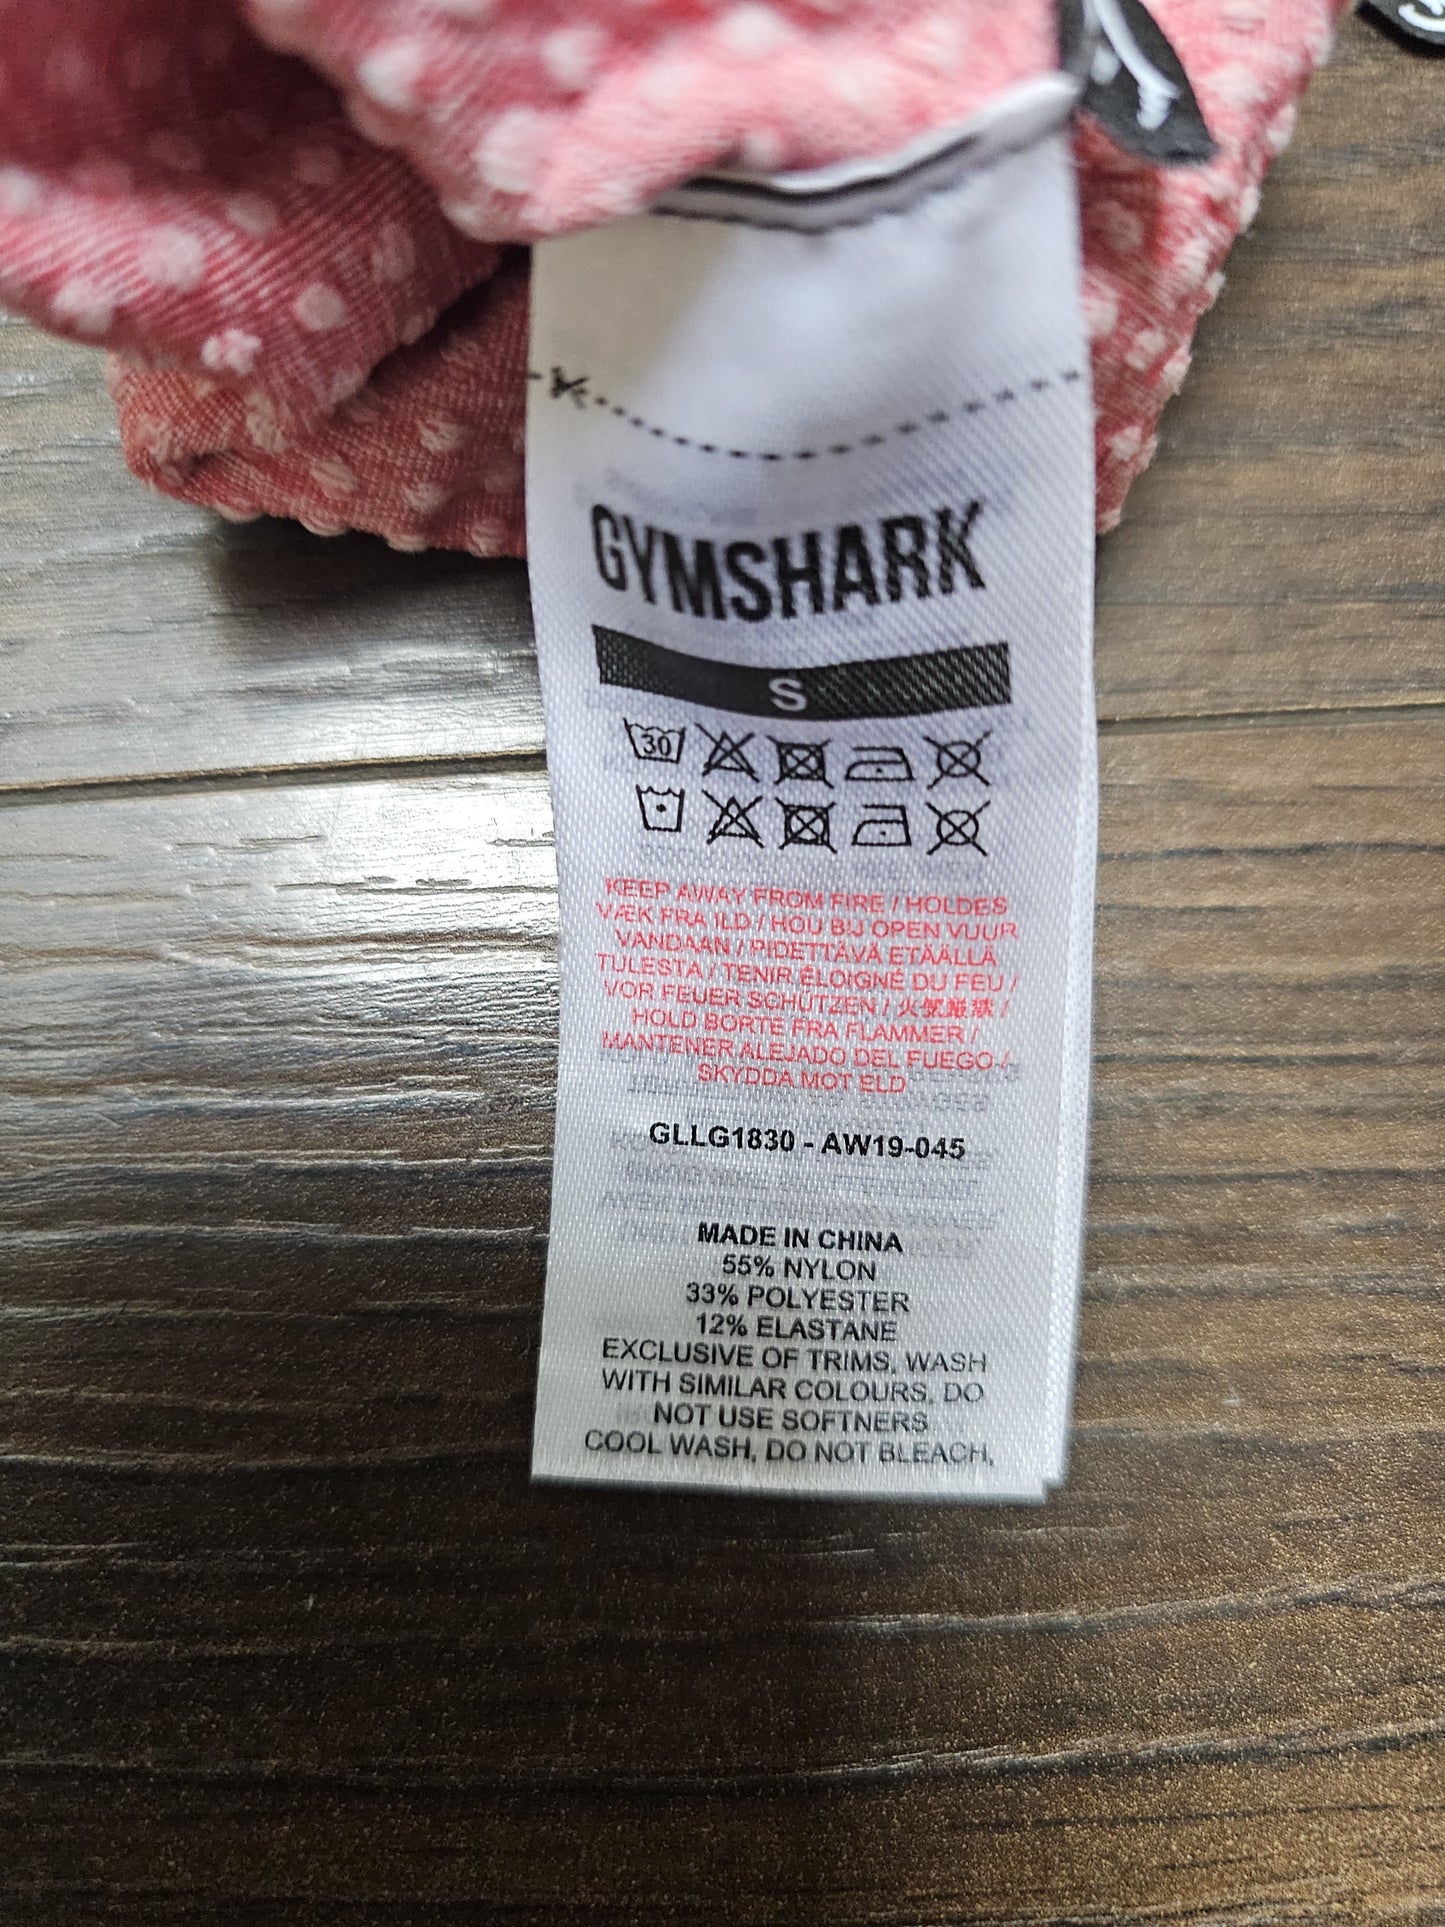 GYMSHARK
S
30
KEEP AWAY FROM FIRE / HOLDES
VÆK FRA ILD / HOU BIJ OPEN VUUR
VANDAAN / PIDETTÄVÄ ETÄÄLLÄ
TULESTA / TENIR ÉLOIGNÉ DU FEU /
VOR FEUER SCHÜTZEN / 火気厳禁 /
HOLD BORTE FRA FLAMMER /
MANTENER ALEJADO DEL FUEGO /
SKYDDA MOT ELD
GLLG1830 - AW19-045
MADE IN CHINA
55% NYLON
33% POLYESTER
12% ELASTANE
EXCLUSIVE OF TRIMS, WASH
WITH SIMILAR COLOURS, DO
NOT USE SOFTNERS
COOL WASH, DO NOT BLEACH,